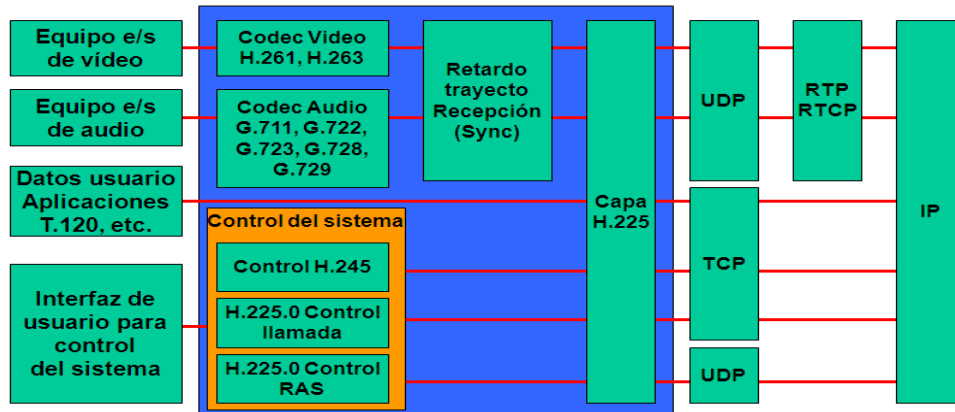 Equipo e/s
de vídeo
Equipo e/s
de audio
Datos usuario
Aplicaciones
T.120, etc.
Interfaz de
usuario para
control
del sistema
Codec Video
H.261, H.263
Codec Audio
G.711, G.722,
G.723, G.728,
G.729
Control del sistema
Control H.245
H.225.0 Control
llamada
H.225.0 Control
RAS
Retardo
trayecto
Recepción
(Sync)
Capa
H.225
UDP
TCP
UDP
RTP
RTCP
IP